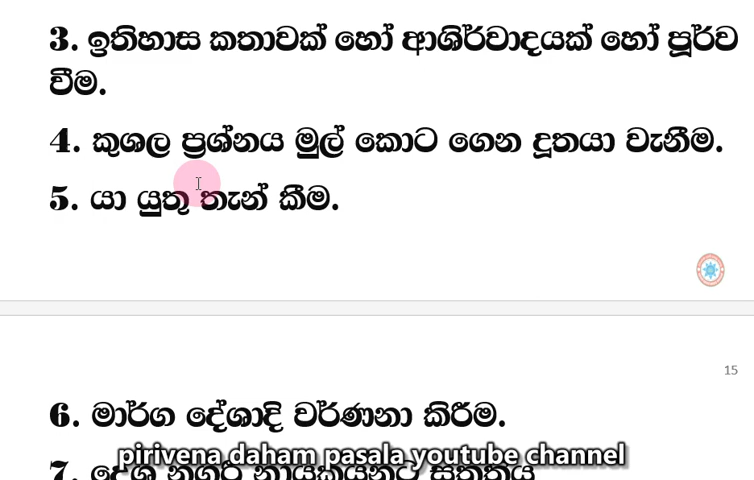 3. ඉතිහාස කතාවක් හෝ ආශිර්වාදයක් හෝ පූර්ව
වීම.
4. කුශල ප්‍රශ්නය මුල් කොට ගෙන දූතයා වැනීම.
5. යා යුතු තැන් කීම.
15
6. මාර්ග දේශාදි වර්ණනා කිරීම.
pirivena daham pasala youtube channel
7.